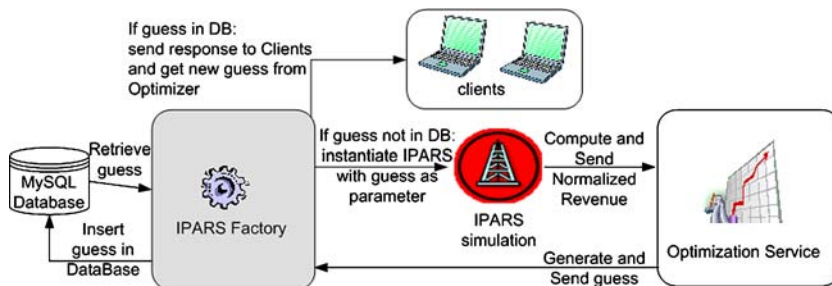 If guess in DB:
send response to Clients
and get new guess from
Optimizer
clients
Retrieve
guess
MySQL
Database
Insert
guess in
DataBase
IPARS Factory
If guess not in DB:
instantiate IPARS
with guess as
parameter
IPARS
simulation
Compute and
Send
Normalized
Revenue
Optimization Service
Generate and
Send guess